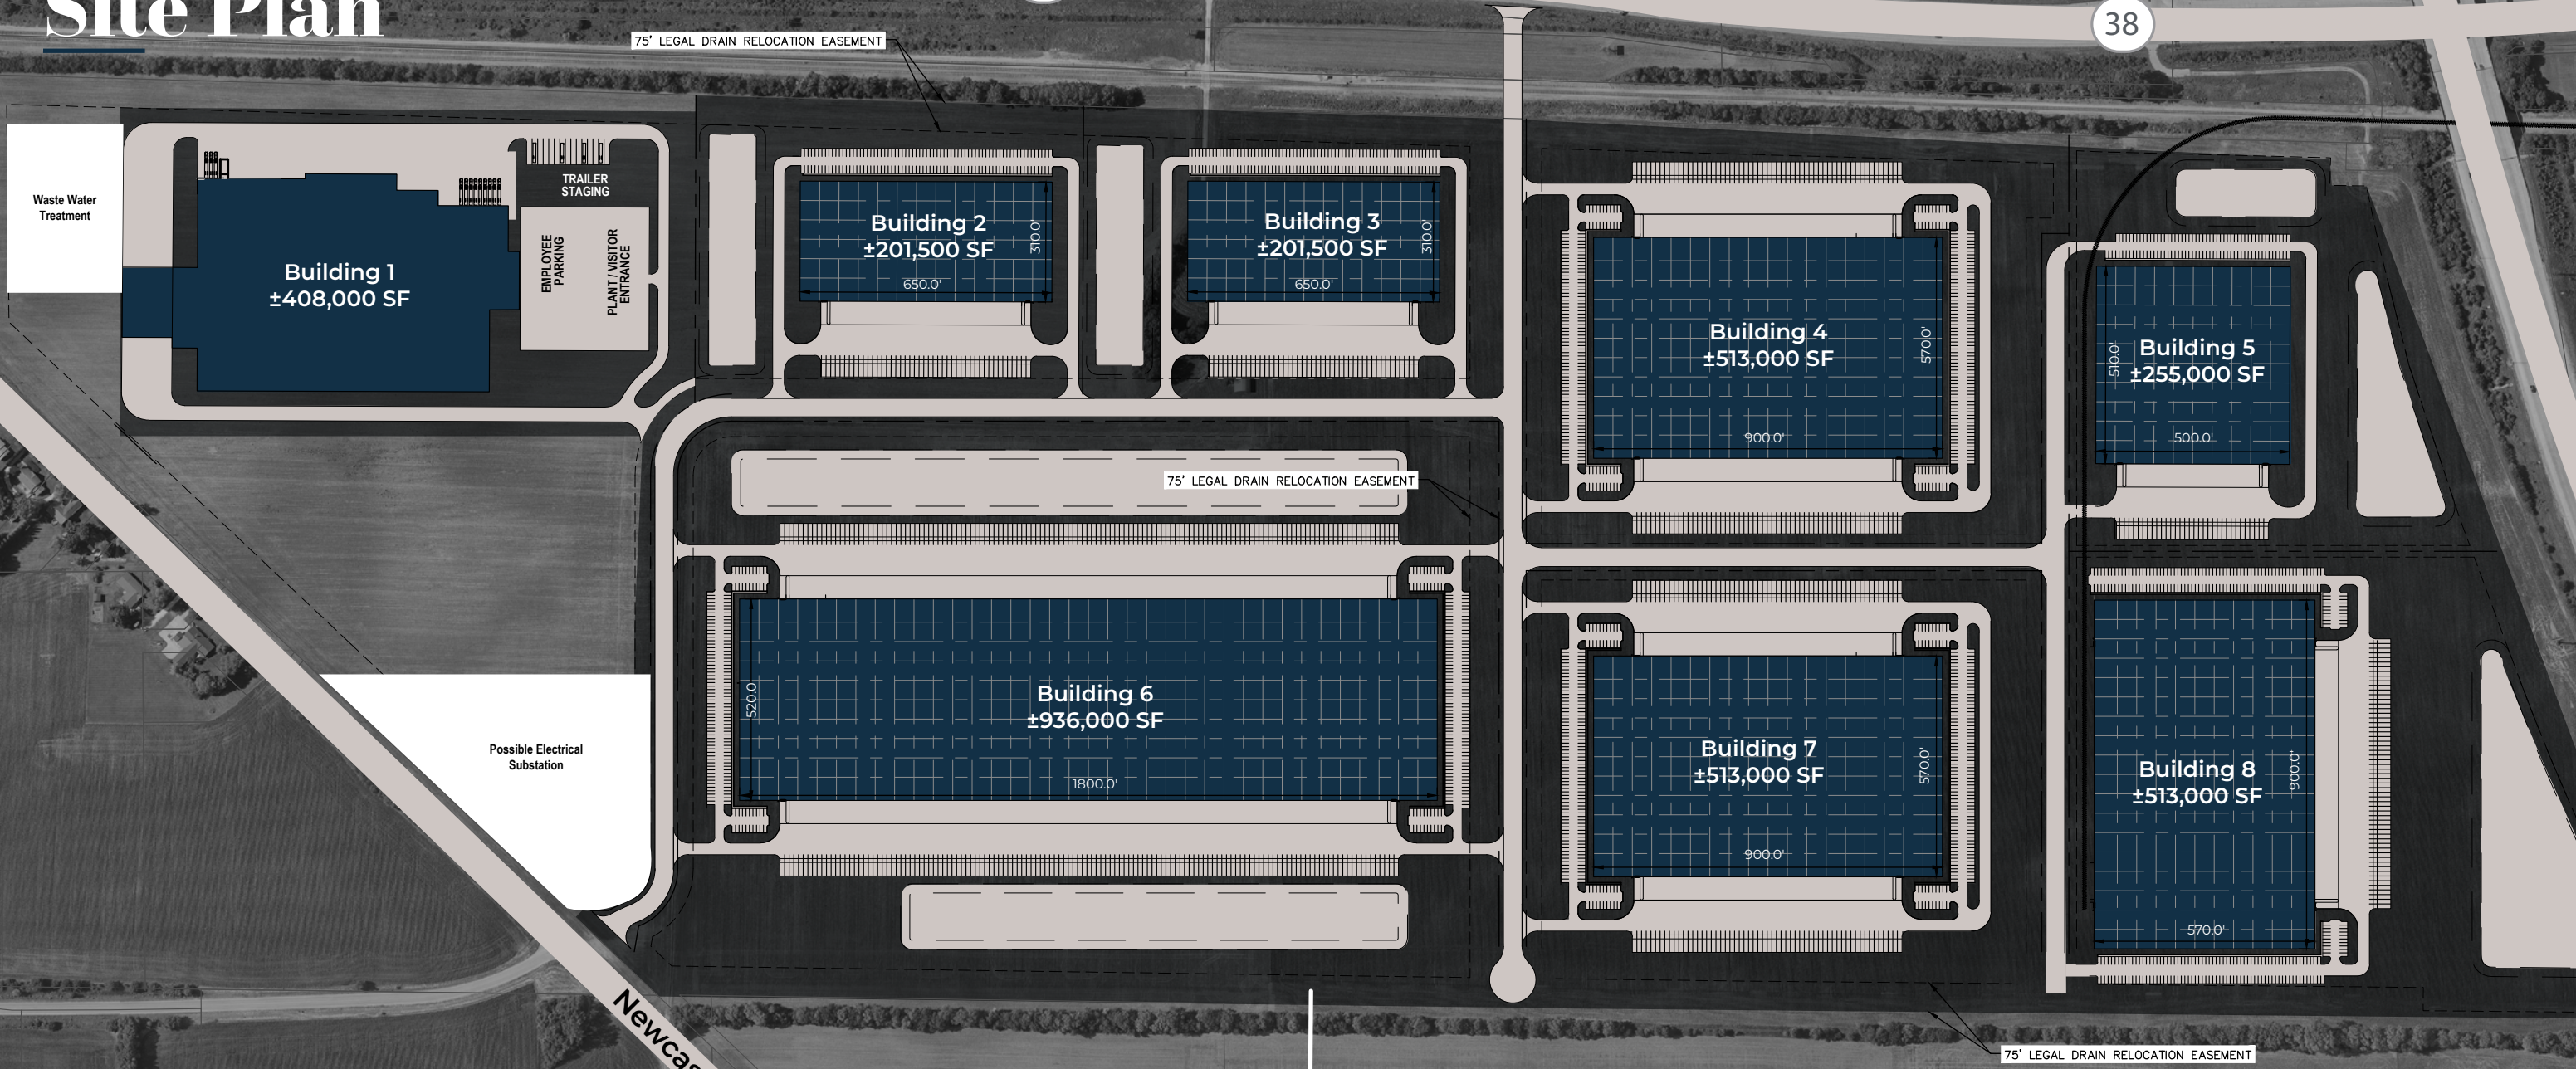 Site Plan
75' LEGAL DRAIN RELOCATION EASEMENT
38
Waste Water
Treatment
TRAILER
STAGING
EMPLOYEE
PARKING
PLANT / VISITOR
ENTRANCE
Building 1
±408,000 SF
Building 2
±201,500 SF
310.0'
650.0'
Building 3
±201,500 SF
310.0'
650.0'
Building 4
±513,000 SF
570.0'
900.0'
Building 5
±255,000 SF
510.0'
500.0'
75' LEGAL DRAIN RELOCATION EASEMENT
Building 6
±936,000 SF
520.0'
1800.0'
Building 7
±513,000 SF
570.0'
900.0'
Building 8
±513,000 SF
900.0'
570.0'
Possible Electrical
Substation
75' LEGAL DRAIN RELOCATION EASEMENT